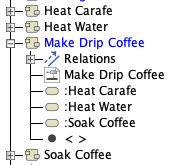 Heat Carafe
Heat Water
Make Drip Coffee
Relations
Make Drip Coffee
:Heat Carafe
:Heat Water
:Soak Coffee
< >
Soak Coffee